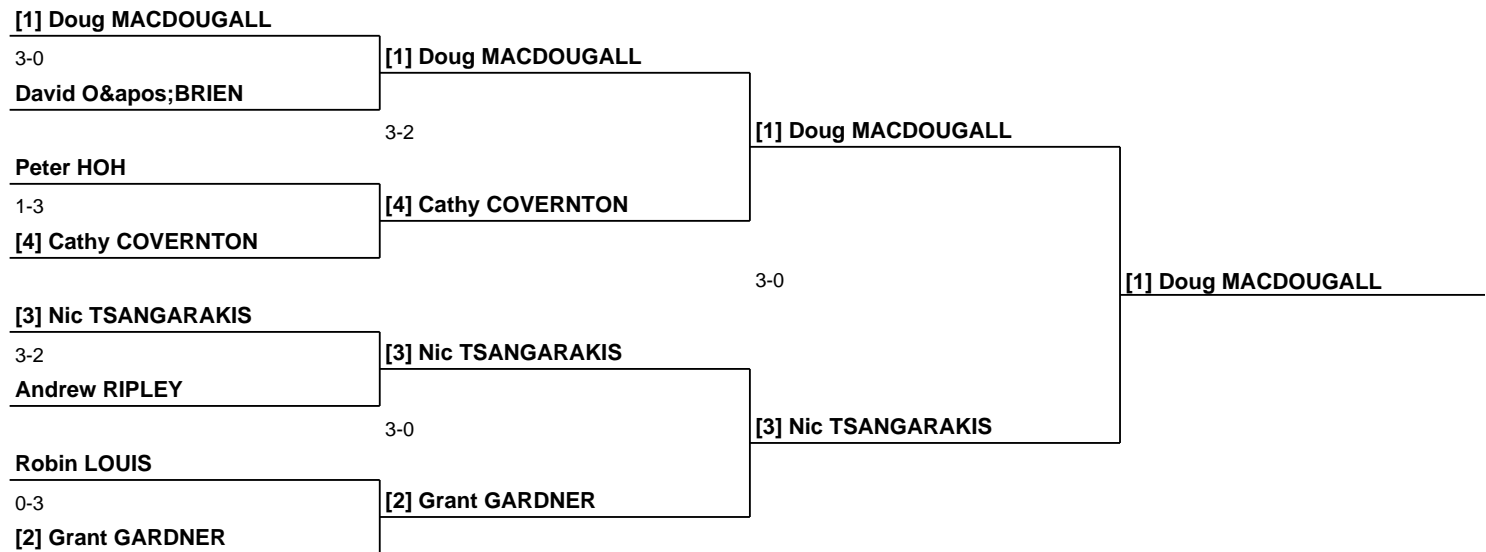 [1] Doug MACDOUGALL
3-0
[1] Doug MACDOUGALL
David O&apos;BRIEN
3-2
[1] Doug MACDOUGALL
Peter HOH
1-3
[4] Cathy COVERNTON
[4] Cathy COVERNTON
3-0
[1] Doug MACDOUGALL
[3] Nic TSANGARAKIS
3-2
[3] Nic TSANGARAKIS
Andrew RIPLEY
3-0
[3] Nic TSANGARAKIS
Robin LOUIS
0-3
[2] Grant GARDNER
[2] Grant GARDNER